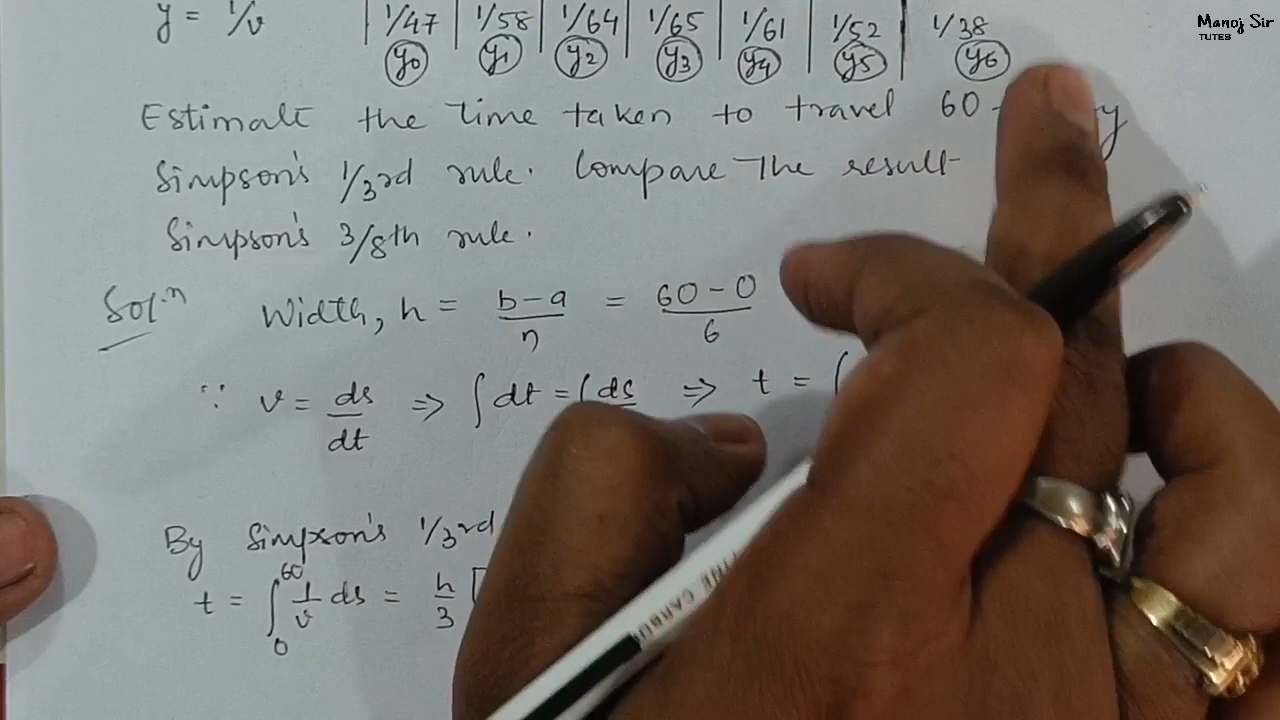 Manoj Sir
TUTES
y = 1/v | 1/47 | 1/58 | 1/64 | 1/65 | 1/61 | 1/52 | 1/38
y0 y1 y2 y3 y4 y5 y6
Estimate the time taken to travel 60
Simpson's 1/3rd rule. Compare the result
Simpson's 3/8th rule.
Sol.n Width, h = b-a/n = 60-0/6
∵ v = ds/dt ⇒ ∫dt = ∫ds ⇒ t = ∫
By Simpson's 1/3rd
t = ∫₀⁶⁰ 1/v ds = h/3 [